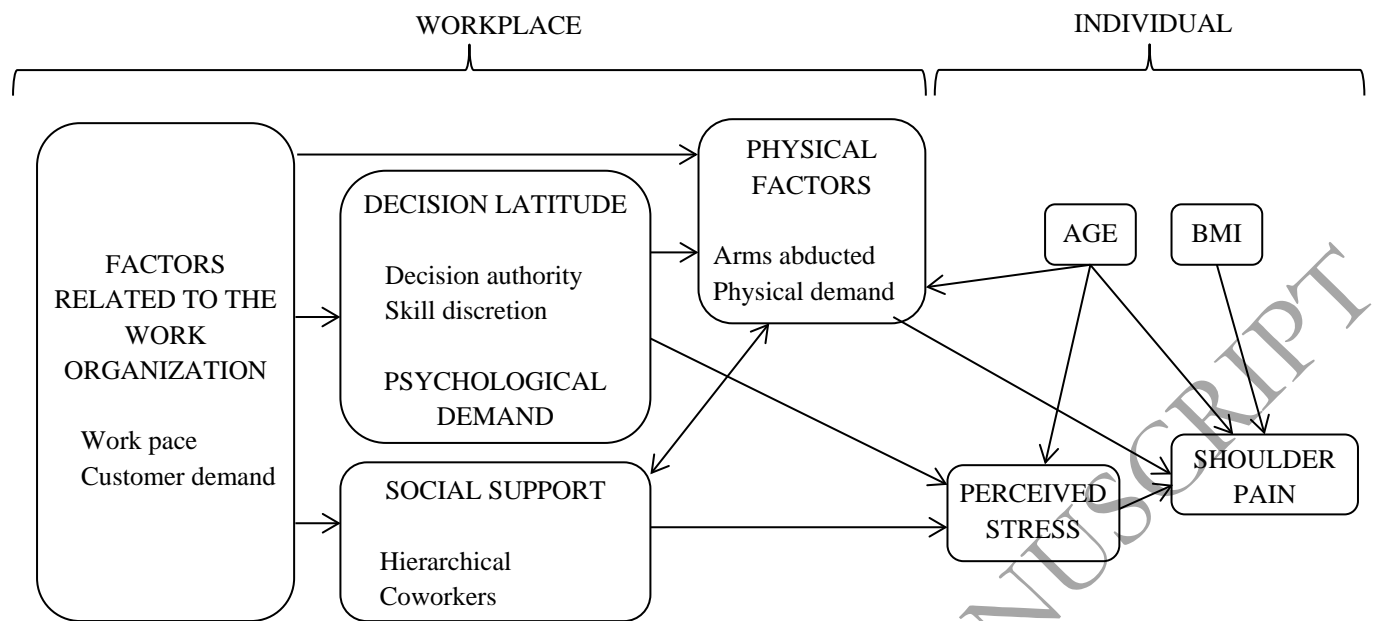 WORKPLACE
INDIVIDUAL
FACTORS
RELATED TO THE
WORK
ORGANIZATION
Work pace
Customer demand
DECISION LATITUDE
Decision authority
Skill discretion
PSYCHOLOGICAL
DEMAND
SOCIAL SUPPORT
Hierarchical
Coworkers
PHYSICAL
FACTORS
Arms abducted
Physical demand
AGE
BMI
PERCEIVED
STRESS
SHOULDER
PAIN
NUSCRIPT